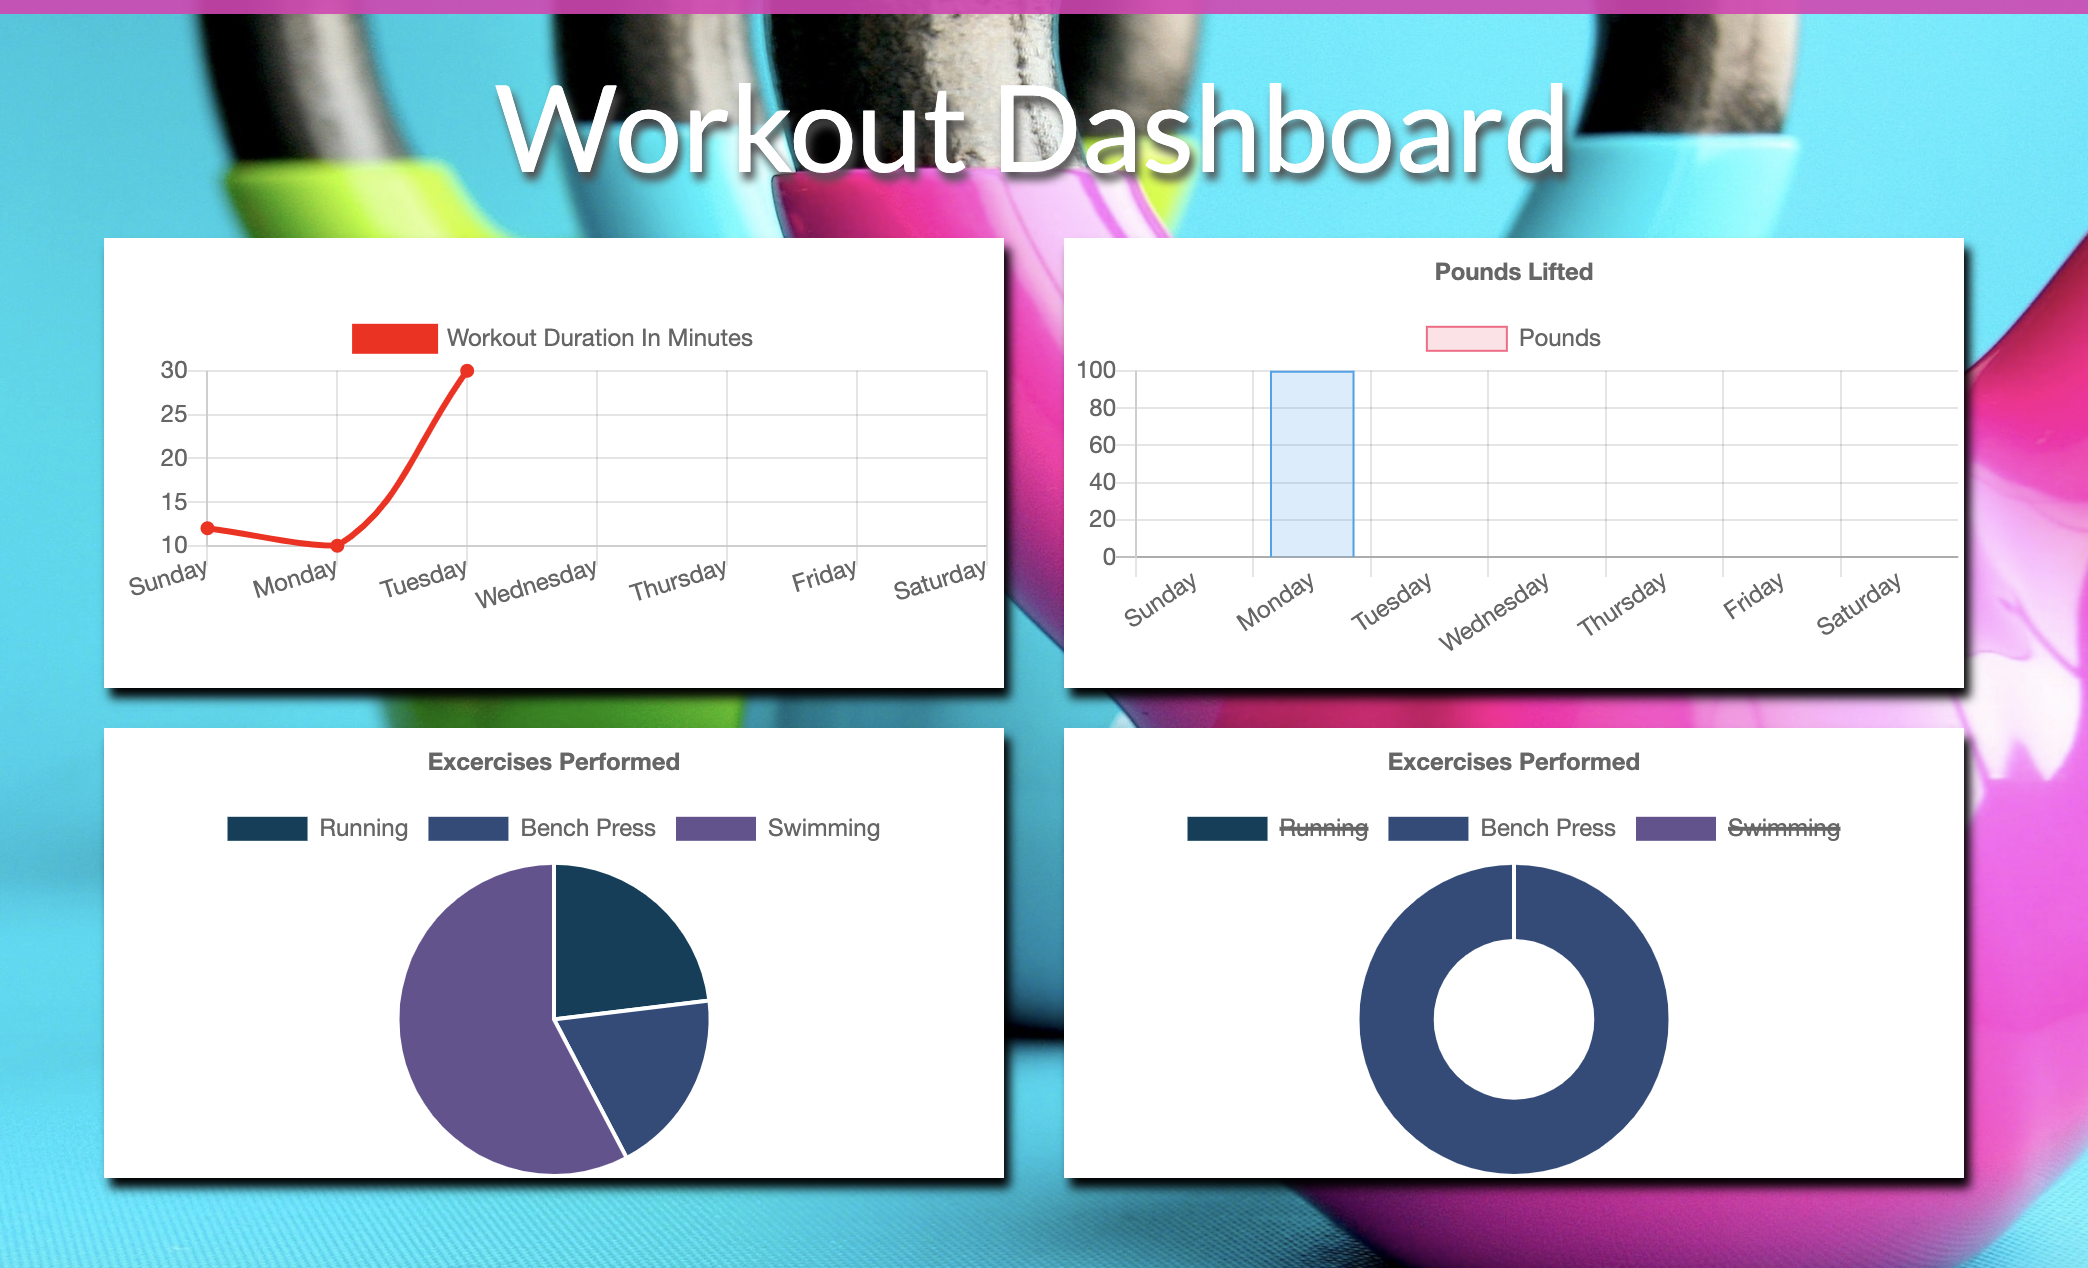 Workout Dashboard
Workout Duration In Minutes
30
25
20
15
10
Sunday Monday Tuesday Wednesday Thursday Friday Saturday
Pounds Lifted
Pounds
100
80
60
40
20
0
Sunday Monday Tuesday Wednesday Thursday Friday Saturday
Excercises Performed
Running Bench Press Swimming
Excercises Performed
Running Bench Press Swimming